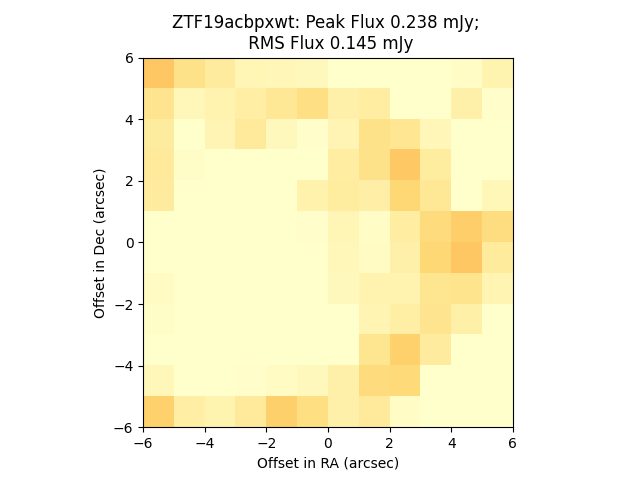 ZTF19acbpxwt: Peak Flux 0.238 mJy;
RMS Flux 0.145 mJy
6
4
2
0
−2
−4
−6
Offset in Dec (arcsec)
−6 −4 −2 0 2 4 6
Offset in RA (arcsec)